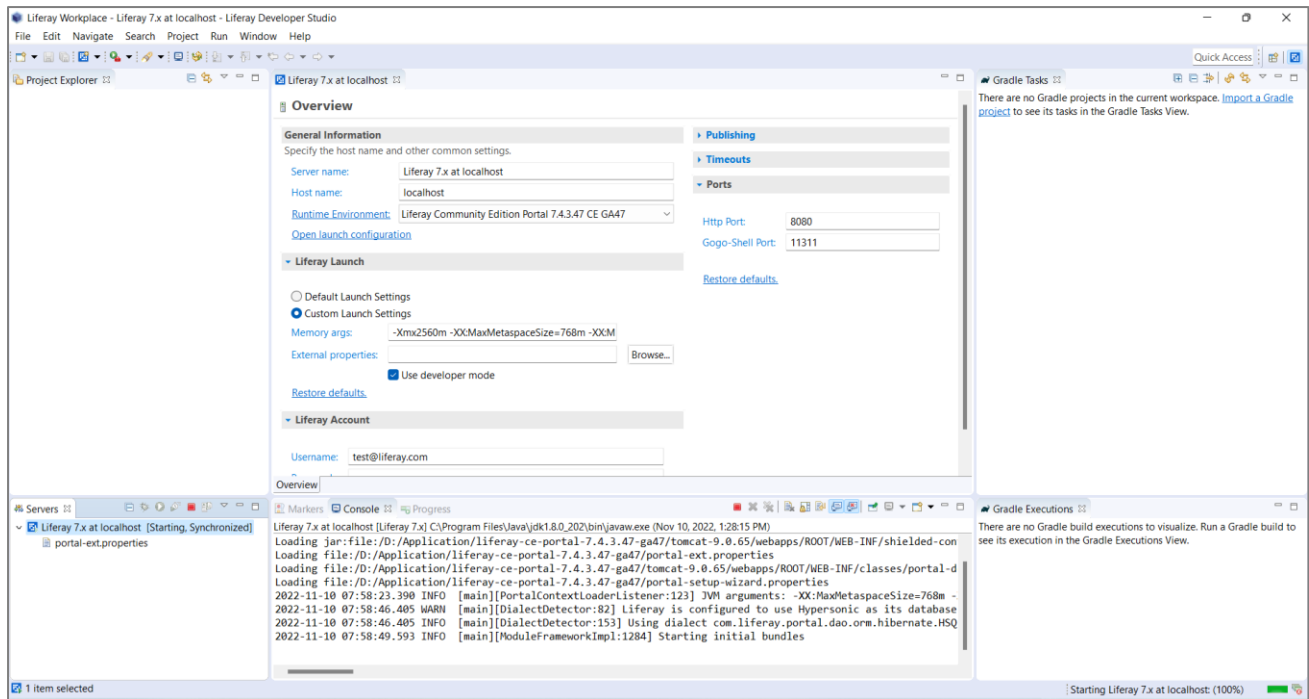 Liferay Workplace - Liferay 7.x at localhost - Liferay Developer Studio
File Edit Navigate Search Project Run Window Help
Quick Access
Project Explorer
Liferay 7.x at localhost
Overview
General Information
Specify the host name and other common settings.
Server name: Liferay 7.x at localhost
Host name: localhost
Runtime Environment: Liferay Community Edition Portal 7.4.3.47 CE GA47
Open launch configuration
Liferay Launch
Default Launch Settings
Custom Launch Settings
Memory args: -Xmx2560m -XX:MaxMetaspaceSize=768m -XX:M
External properties: Browse...
Use developer mode
Restore defaults.
Liferay Account
Username: test@liferay.com
Overview
Publishing
Timeouts
Ports
Http Port: 8080
Gogo-Shell Port: 11311
Restore defaults.
Gradle Tasks
There are no Gradle projects in the current workspace. Import a Gradle
project to see its tasks in the Gradle Tasks View.
Servers
Liferay 7.x at localhost [Starting, Synchronized]
portal-ext.properties
Markers Console Progress
Liferay 7.x at localhost [Liferay 7.x] C:\Program Files\Java\jdk1.8.0_202\bin\javaw.exe (Nov 10, 2022, 1:28:15 PM)
Loading jar:file:/D:/Application/liferay-ce-portal-7.4.3.47-ga47/tomcat-9.0.65/webapps/ROOT/WEB-INF/shielded-con
Loading file:/D:/Application/liferay-ce-portal-7.4.3.47-ga47/portal-ext.properties
Loading file:/D:/Application/liferay-ce-portal-7.4.3.47-ga47/tomcat-9.0.65/webapps/ROOT/WEB-INF/classes/portal-d
Loading file:/D:/Application/liferay-ce-portal-7.4.3.47-ga47/portal-setup-wizard.properties
2022-11-10 07:58:23.390 INFO [main][PortalContextLoaderListener:123] JVM arguments: -XX:MaxMetaspaceSize=768m -
2022-11-10 07:58:46.405 WARN [main][DialectDetector:82] Liferay is configured to use Hypersonic as its database
2022-11-10 07:58:46.405 INFO [main][DialectDetector:153] Using dialect com.liferay.portal.dao.orm.hibernate.HSQ
2022-11-10 07:58:49.593 INFO [main][ModuleFrameworkImpl:1284] Starting initial bundles
Gradle Executions
There are no Gradle build executions to visualize. Run a Gradle build to
see its execution in the Gradle Executions View.
1 item selected
Starting Liferay 7.x at localhost: (100%)